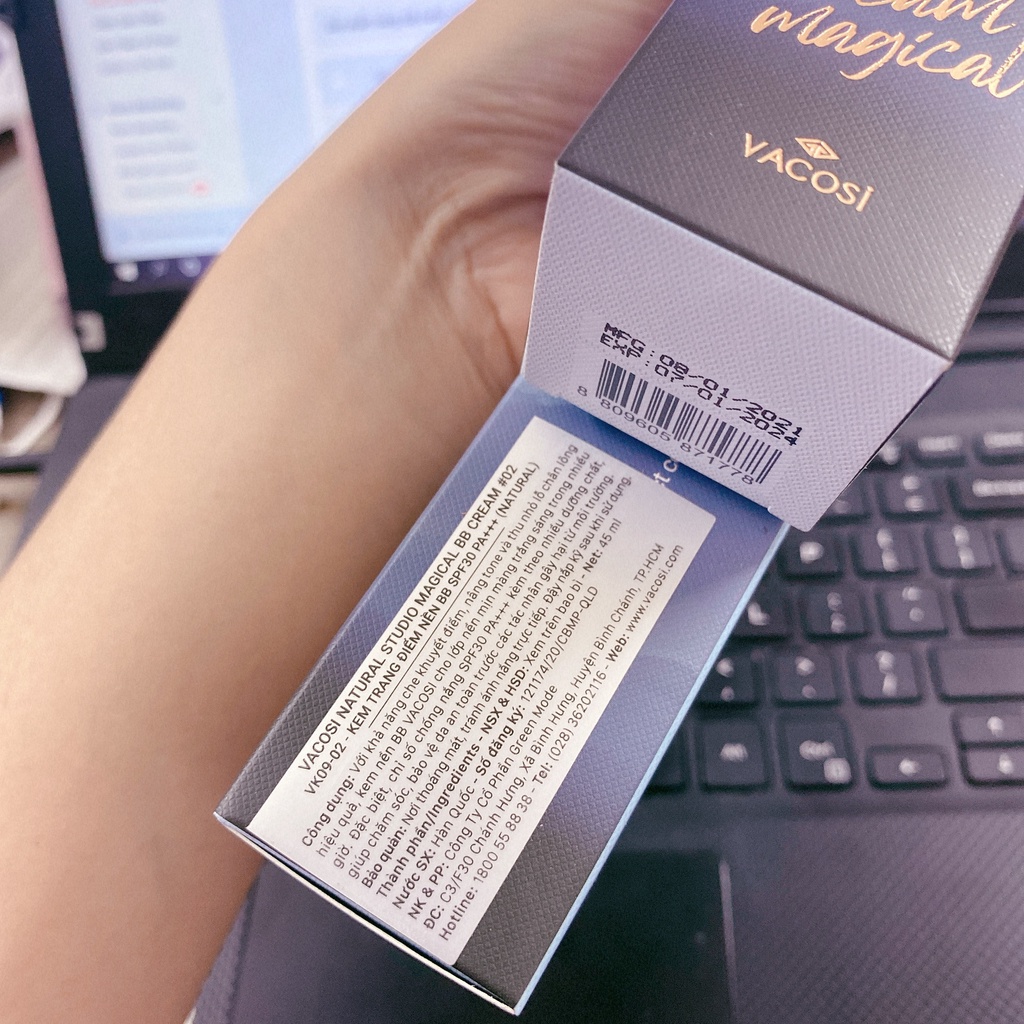 magical
VACOSI
MFG:08/01/2021
EXP:07/01/2024
8 809605 871778
VACOSI NATURAL STUDIO MAGICAL BB CREAM #02
VK09-02 KEM TRANG ĐIỂM NỀN BB SPF30 PA+++ (NATURAL)
Công dụng: Với khả năng che khuyết điểm, nâng tone và thu nhỏ lỗ chân lông
hiệu quả, kem nền BB VACOSI cho lớp nền mịn màng trắng sáng trong nhiều
giờ. Đặc biệt, chỉ số chống nắng SPF30 PA+++ kèm theo nhiều dưỡng chất,
giúp chăm sóc, bảo vệ da an toàn trước các tác nhân gây hại từ môi trường.
Bảo quản: Nơi thoáng mát, tránh ánh nắng trực tiếp. Đậy nắp kỹ sau khi sử dụng.
Thành phần/Ingredients - NSX & HSD: Xem trên bao bì - Net: 45 ml
Nước SX: Hàn Quốc - Số đăng ký: 121174/20/CBMP-QLD
NK & PP: Công Ty Cổ Phần Green Mode
ĐC: C3/F30 Chánh Hưng, Xã Bình Hưng, Huyện Bình Chánh, TP.HCM
Hotline: 1800 55 88 38 - Tel: (028) 36202116 - Web: www.vacosi.com